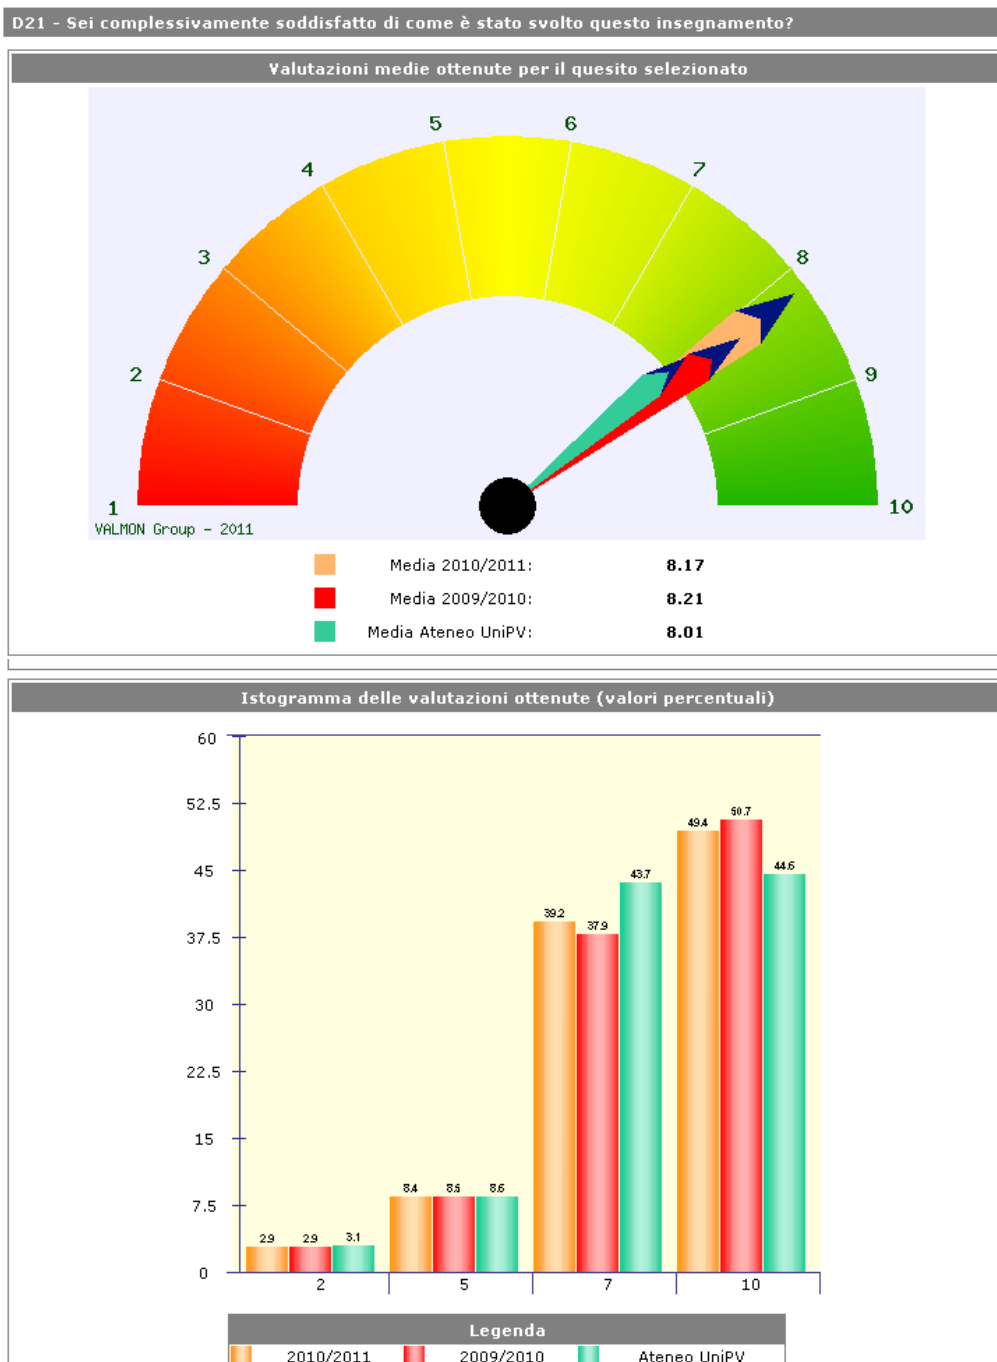 D21 - Sei complessivamente soddisfatto di come è stato svolto questo insegnamento?
Valutazioni medie ottenute per il quesito selezionato
5 6
4 7
3 8
2 9
1 10
VALMON Group - 2011
Media 2010/2011: 8.17
Media 2009/2010: 8.21
Media Ateneo UniPV: 8.01
Istogramma delle valutazioni ottenute (valori percentuali)
60
52.5
50.7
49.4
45
44.6
43.7
39.2
37.9
37.5
30
22.5
15
8.4 8.5 8.6
7.5
2.9 2.9 3.1
0
2 5 7 10
Legenda
2010/2011 2009/2010 Ateneo UniPV